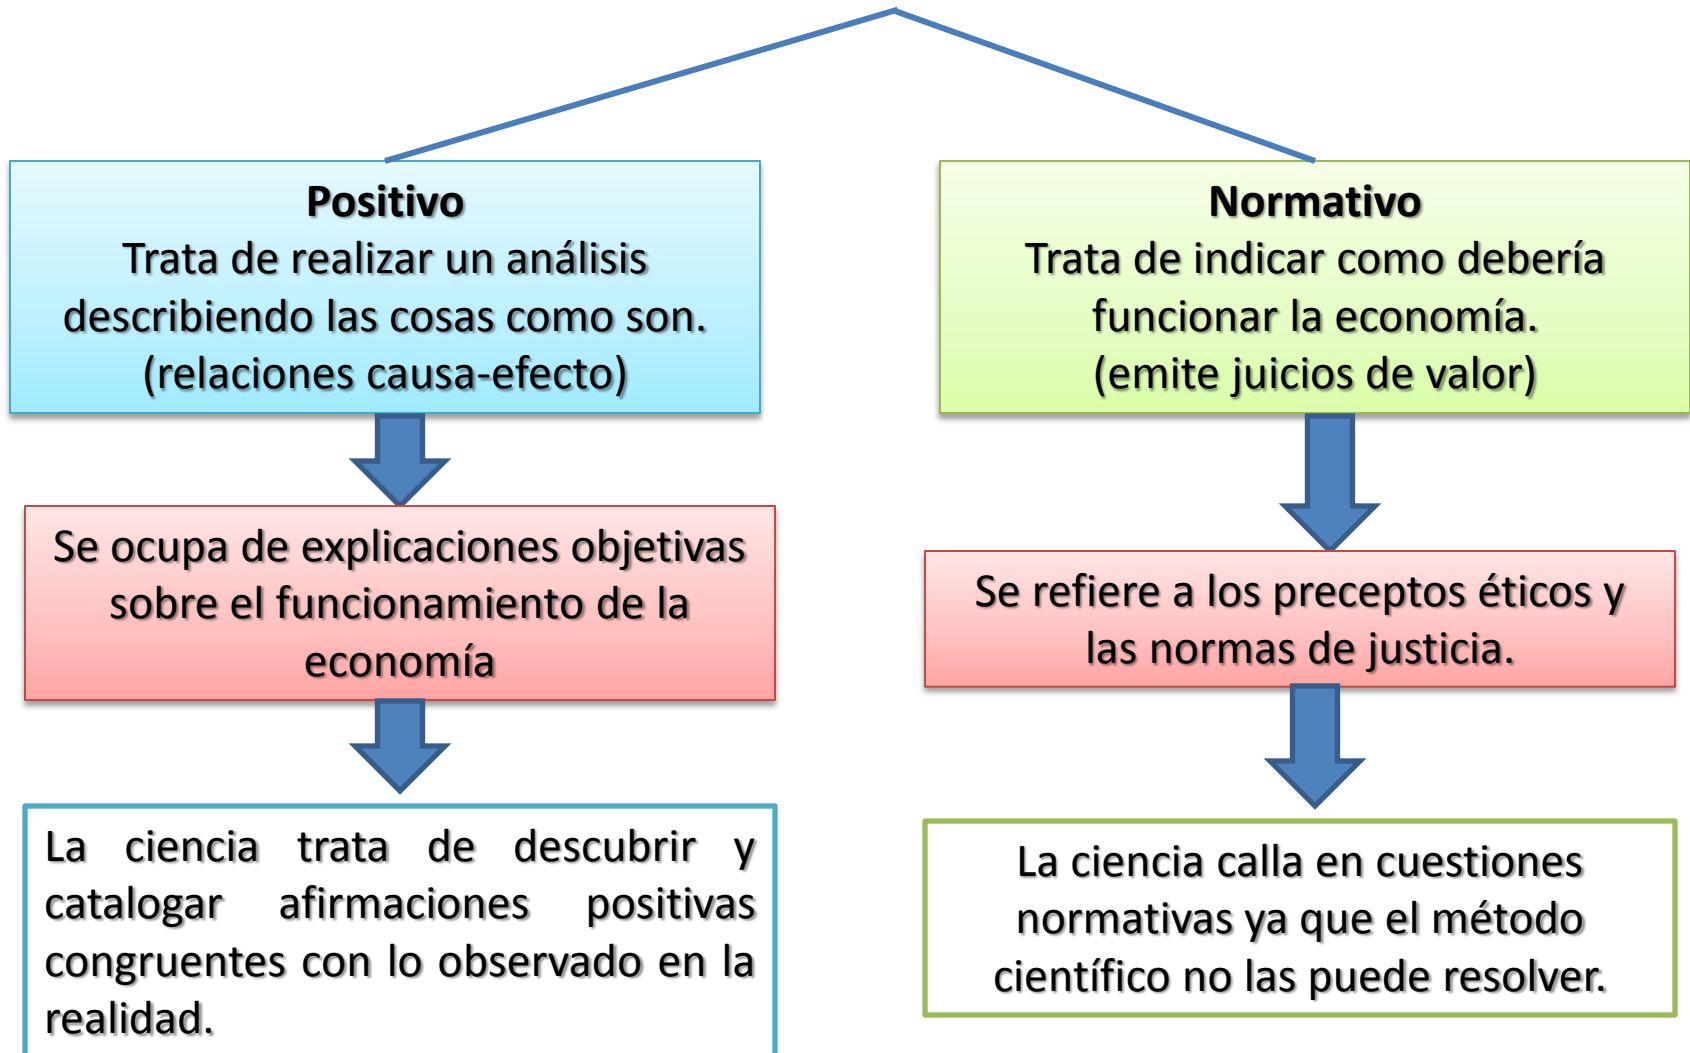 Positivo
Trata de realizar un análisis
describiendo las cosas como son.
(relaciones causa-efecto)
Se ocupa de explicaciones objetivas
sobre el funcionamiento de la
economía
La ciencia trata de descubrir y
catalogar afirmaciones positivas
congruentes con lo observado en la
realidad.
Normativo
Trata de indicar como debería
funcionar la economía.
(emite juicios de valor)
Se refiere a los preceptos éticos y
las normas de justicia.
La ciencia calla en cuestiones
normativas ya que el método
científico no las puede resolver.